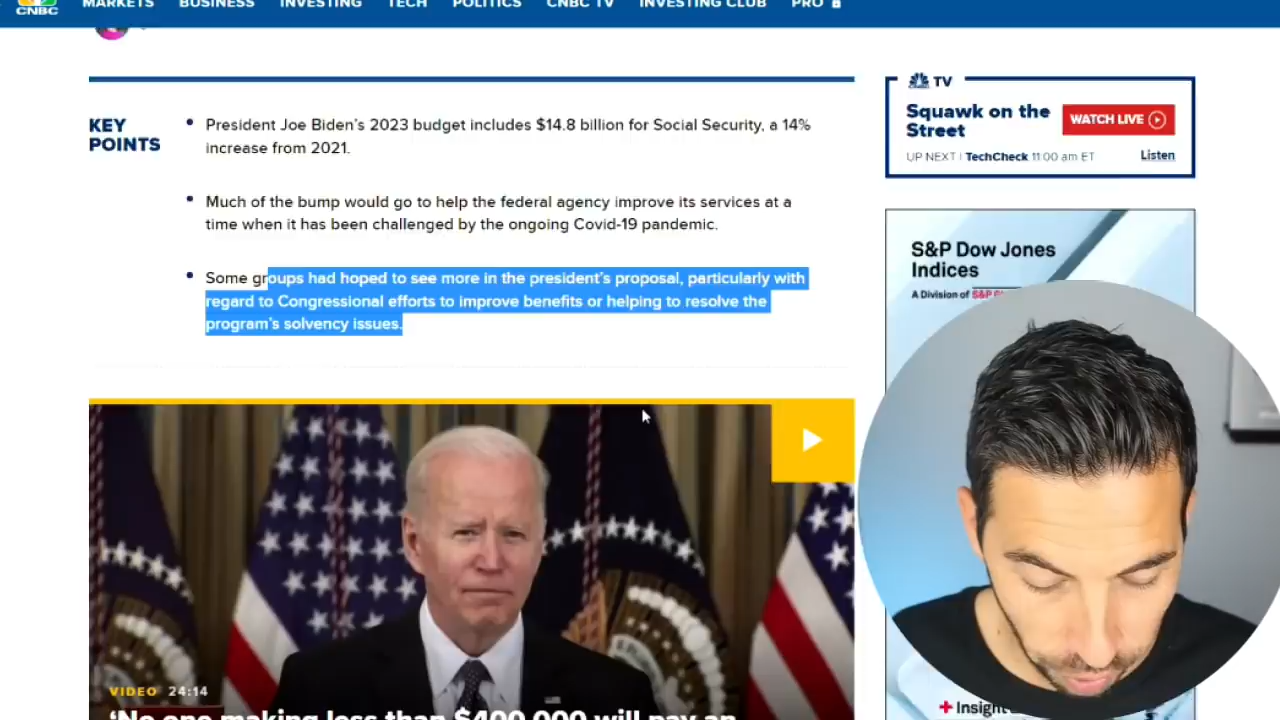 CNBC
MARKETS BUSINESS INVESTING TECH POLITICS CNBC TV INVESTING CLUB PRO
KEY
POINTS
President Joe Biden's 2023 budget includes $14.8 billion for Social Security, a 14%
increase from 2021.
Much of the bump would go to help the federal agency improve its services at a
time when it has been challenged by the ongoing Covid-19 pandemic.
Some groups had hoped to see more in the president's proposal, particularly with
regard to Congressional efforts to improve benefits or helping to resolve the
program's solvency issues.
VIDEO 24:14
'No one making less than $400,000 will pay an
TV
Squawk on the
Street
WATCH LIVE
UP NEXT | TechCheck 11:00 am ET
Listen
S&P Dow Jones
Indices
A Division of S&P
Insight